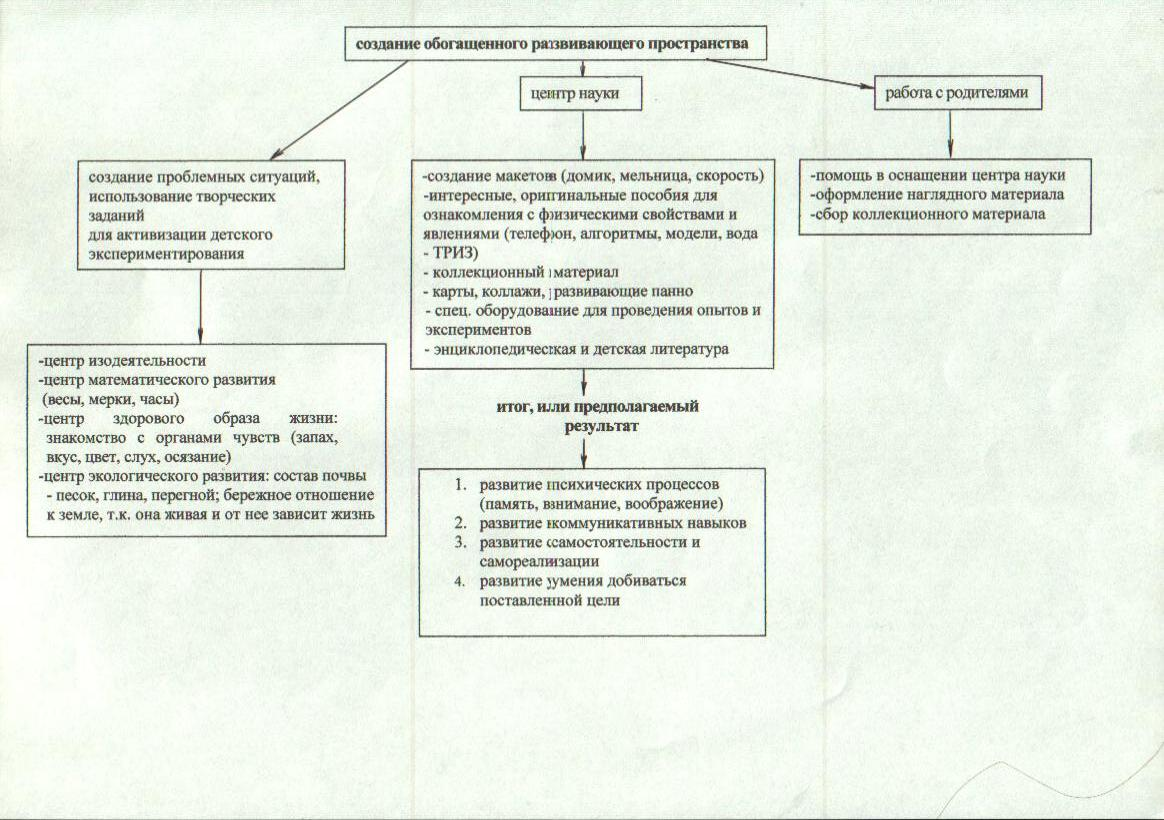 создание обогащенного развивающего пространства
центр науки
работа с родителями
создание проблемных ситуаций,
использование творческих
заданий
для активизации детского
экспериментирования
-создание макетов (домик, мельница, скорость)
-интересные, оригинальные пособия для
ознакомления с физическими свойствами и
явлениями (телефон, алгоритмы, модели, вода
- ТРИЗ)
- коллекционный материал
- карты, коллажи, развивающие панно
- спец. оборудование для проведения опытов и
экспериментов
- энциклопедическая и детская литература
-помощь в оснащении центра науки
-оформление наглядного материала
-сбор коллекционного материала
-центр изодеятельности
-центр математического развития
(весы, мерки, часы)
-центр здорового образа жизни:
знакомство с органами чувств (запах,
вкус, цвет, слух, осязание)
-центр экологического развития: состав почвы
- песок, глина, перегной; бережное отношение
к земле, т.к. она живая и от нее зависит жизнь
итог, или предполагаемый
результат
1. развитие психических процессов
(память, внимание, воображение)
2. развитие коммуникативных навыков
3. развитие самостоятельности и
самореализации
4. развитие умения добиваться
поставленной цели